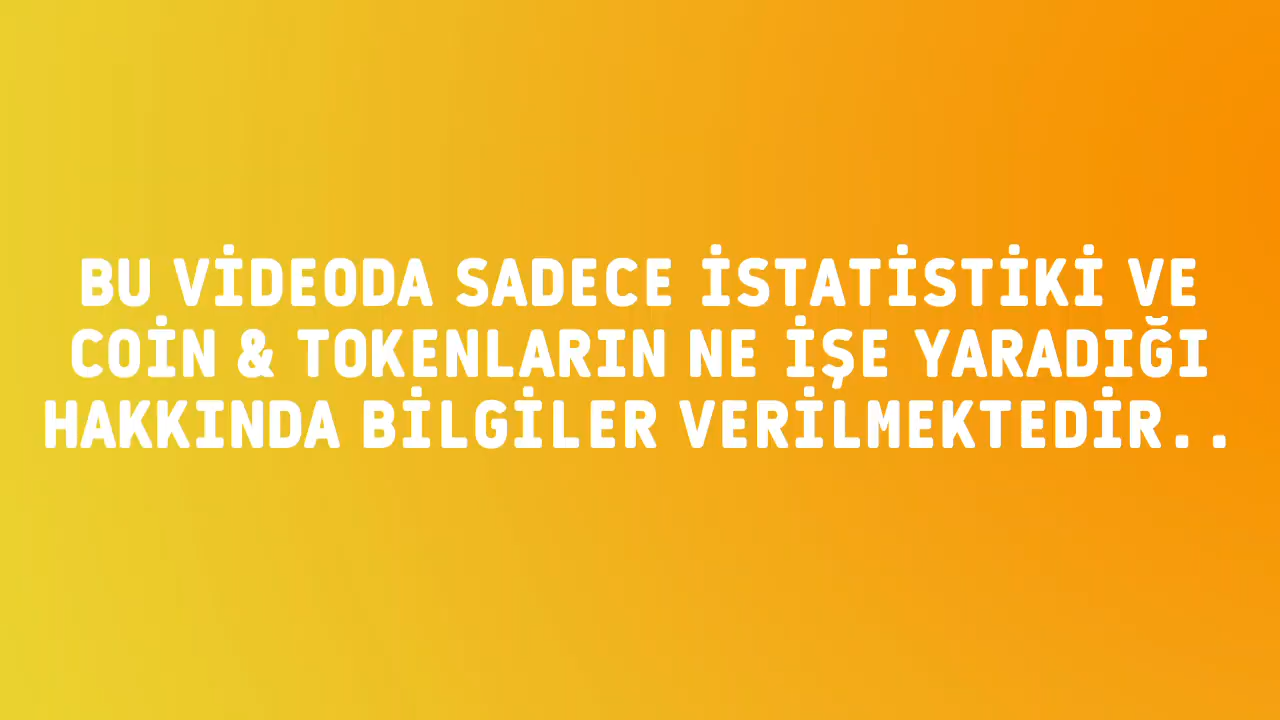 BU VİDEODA SADECE İSTATİSTİKİ VE
COİN & TOKENLARIN NE İŞE YARADIĞI
HAKKINDA BİLGİLER VERİLMEKTEDİR..